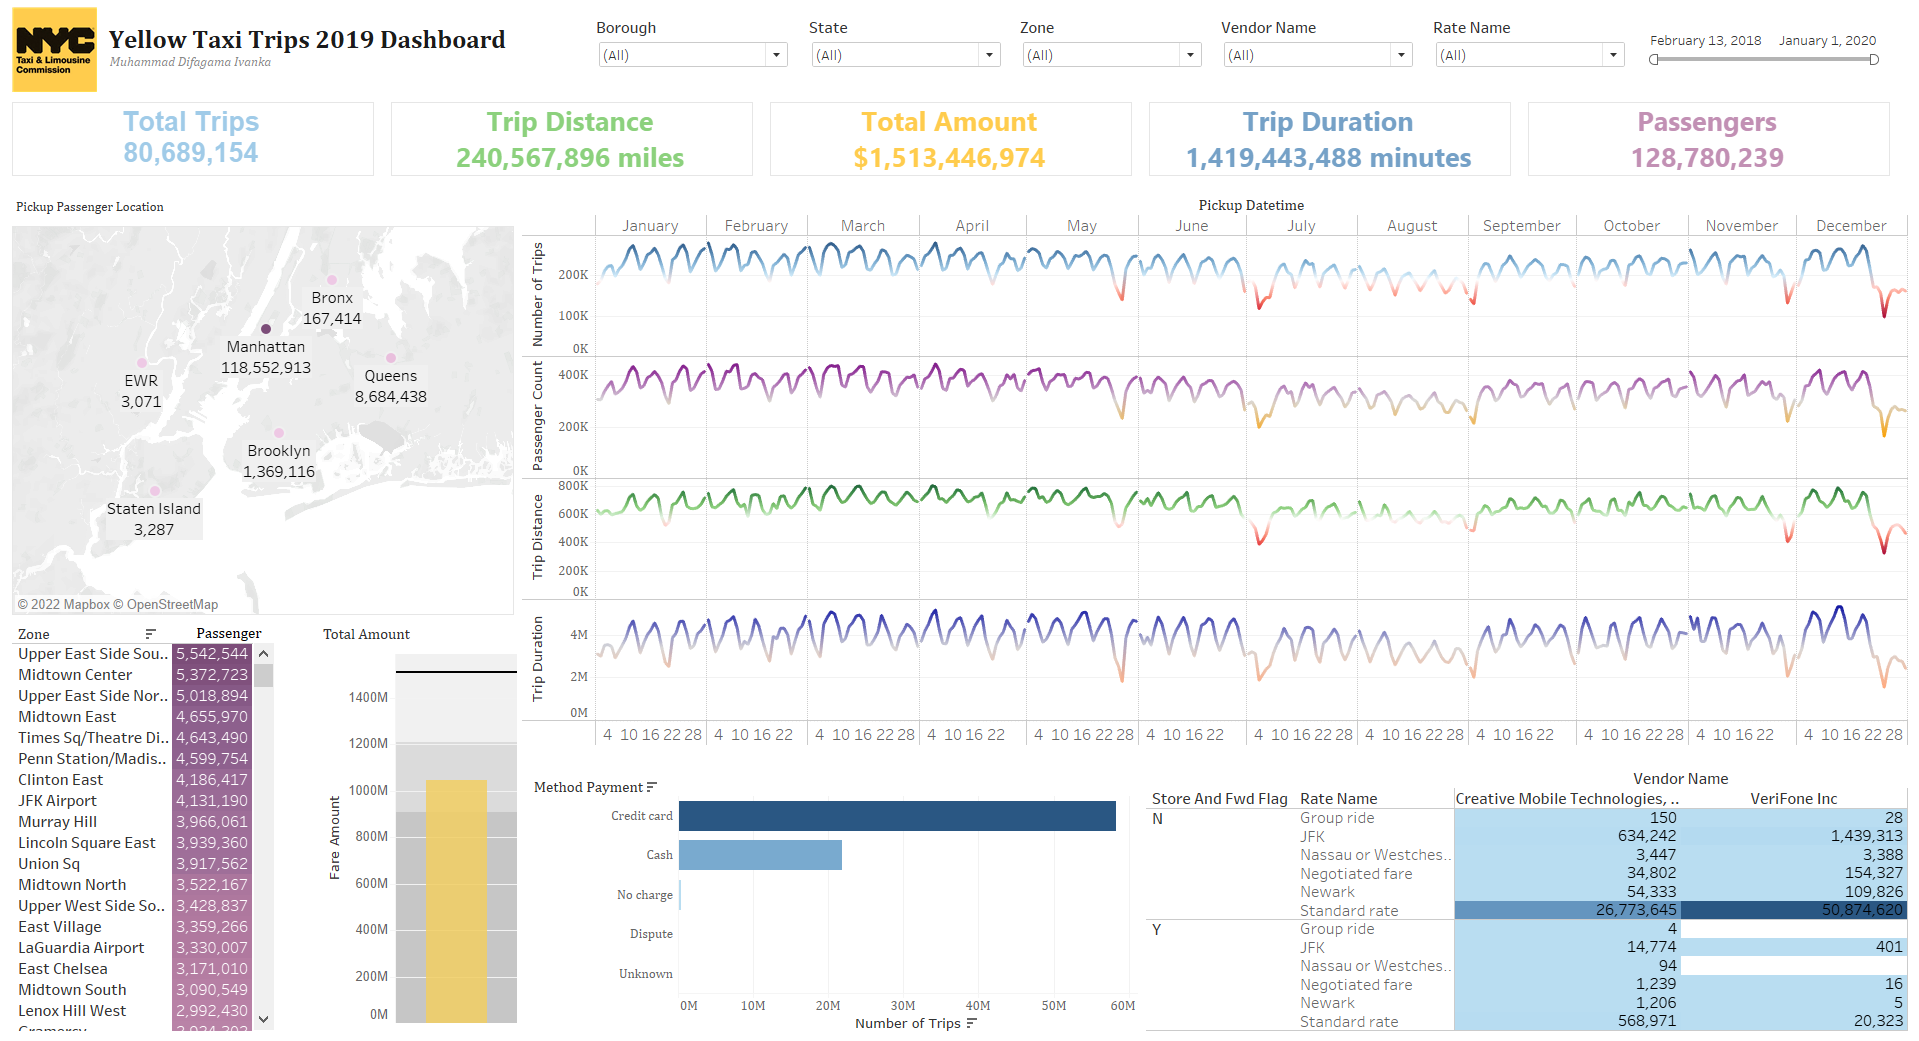 NYC
Taxi & Limousine
Commission
Yellow Taxi Trips 2019 Dashboard
Muhammad Difagama Ivanka
Borough
(All)
State
(All)
Zone
(All)
Vendor Name
(All)
Rate Name
(All)
February 13, 2018 January 1, 2020
Total Trips
80,689,154
Trip Distance
240,567,896 miles
Total Amount
$1,513,446,974
Trip Duration
1,419,443,488 minutes
Passengers
128,780,239
Pickup Passenger Location
Bronx
167,414
Manhattan
118,552,913
EWR
3,071
Queens
8,684,438
Brooklyn
1,369,116
Staten Island
3,287
© 2022 Mapbox © OpenStreetMap
Pickup Datetime
January February March April May June July August September October November December
Number of Trips
200K
100K
0K
Passenger Count
400K
200K
0K
Trip Distance
800K
600K
400K
200K
0K
Trip Duration
4M
2M
0M
4 10 16 22 28 4 10 16 22 4 10 16 22 28 4 10 16 22 4 10 16 22 28 4 10 16 22 4 10 16 22 28 4 10 16 22 28 4 10 16 22 4 10 16 22 28 4 10 16 22 4 10 16 22 28
Zone Passenger
Upper East Side Sou.. 5,542,544
Midtown Center 5,372,723
Upper East Side Nor.. 5,018,894
Midtown East 4,655,970
Times Sq/Theatre Di.. 4,643,490
Penn Station/Madis.. 4,599,754
Clinton East 4,186,417
JFK Airport 4,131,190
Murray Hill 3,966,061
Lincoln Square East 3,939,360
Union Sq 3,917,562
Midtown North 3,522,167
Upper West Side So.. 3,428,837
East Village 3,359,266
LaGuardia Airport 3,330,007
East Chelsea 3,171,010
Midtown South 3,090,549
Lenox Hill West 2,992,430
Total Amount
Fare Amount
1400M
1200M
1000M
800M
600M
400M
200M
0M
Method Payment
Credit card
Cash
No charge
Dispute
Unknown
0M 10M 20M 30M 40M 50M 60M
Number of Trips
Vendor Name
Store And Fwd Flag Rate Name Creative Mobile Technologies, .. VeriFone Inc
N Group ride 150 28
JFK 634,242 1,439,313
Nassau or Westches.. 3,447 3,388
Negotiated fare 34,802 154,327
Newark 54,333 109,826
Standard rate 26,773,645 50,874,620
Y Group ride 4
JFK 14,774 401
Nassau or Westches.. 94
Negotiated fare 1,239 16
Newark 1,206 5
Standard rate 568,971 20,323